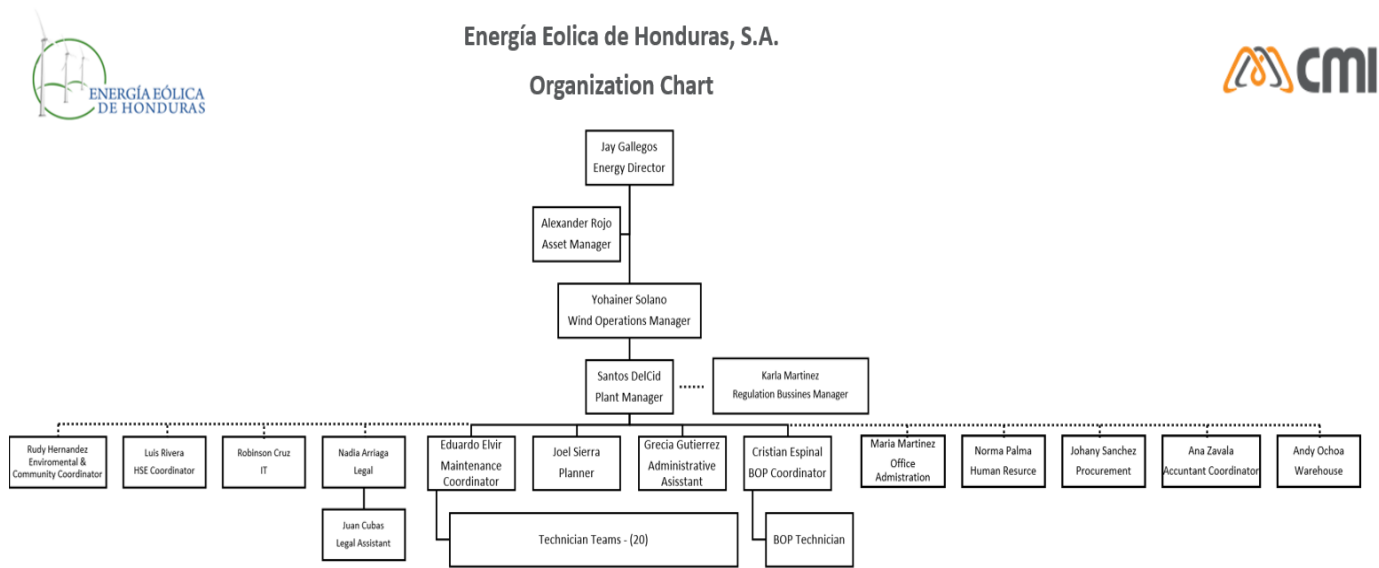 Energía Eolica de Honduras, S.A.
Organization Chart
ENERGÍA EÓLICA
DE HONDURAS
CMI
Jay Gallegos
Energy Director
Alexander Rojo
Asset Manager
Yohainer Solano
Wind Operations Manager
Santos DelCid
Plant Manager
Karla Martinez
Regulation Bussines Manager
Rudy Hernandez
Enviromental &
Community Coordinator
Luis Rivera
HSE Coordinator
Robinson Cruz
IT
Nadia Arriaga
Legal
Eduardo Elvir
Maintenance
Coordinator
Joel Sierra
Planner
Grecia Gutierrez
Administrative
Asisstant
Cristian Espinal
BOP Coordinator
Maria Martinez
Office
Admistration
Norma Palma
Human Resurce
Johany Sanchez
Procurement
Ana Zavala
Accuntant Coordinator
Andy Ochoa
Warehouse
Juan Cubas
Legal Assistant
Technician Teams - (20)
BOP Technician